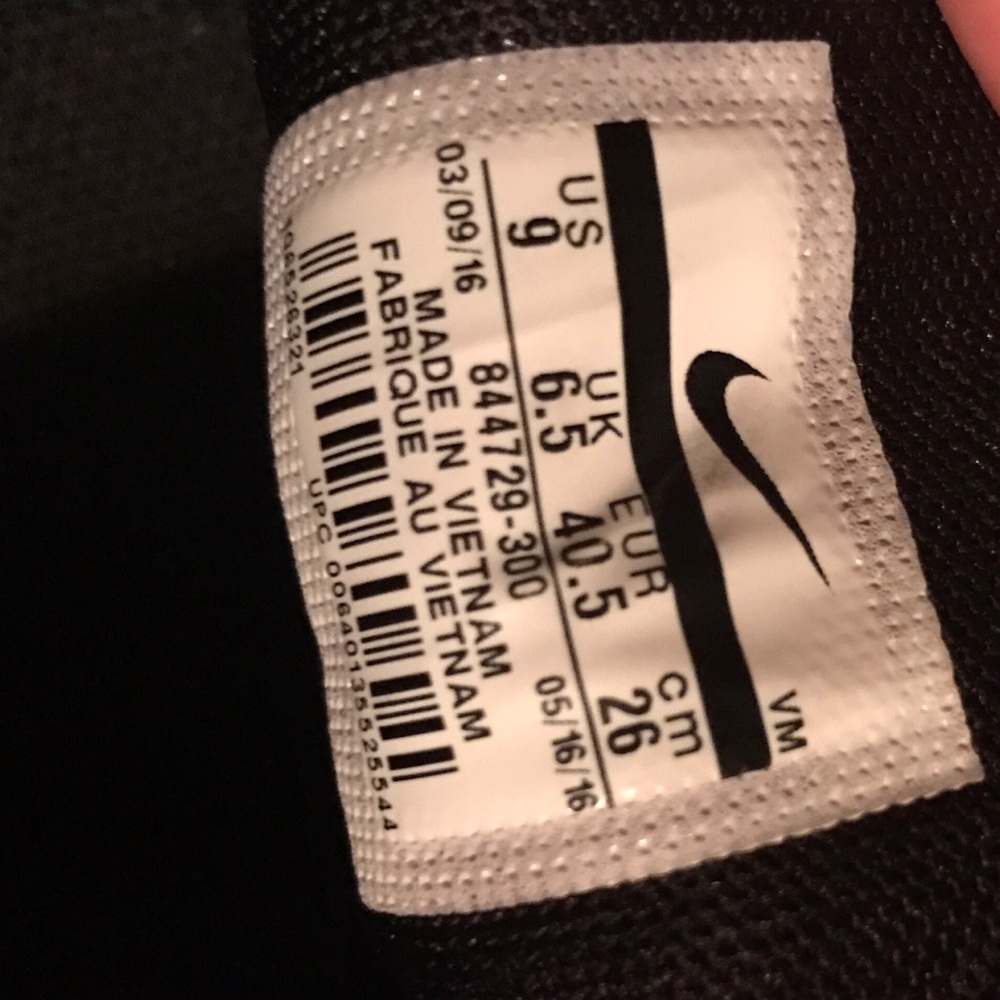 VM
US UK EUR cm
9 6.5 40.5 26
03/09/16 844729-300 05/16/16
MADE IN VIETNAM
FABRIQUE AU VIETNAM
UPC 00640135525544